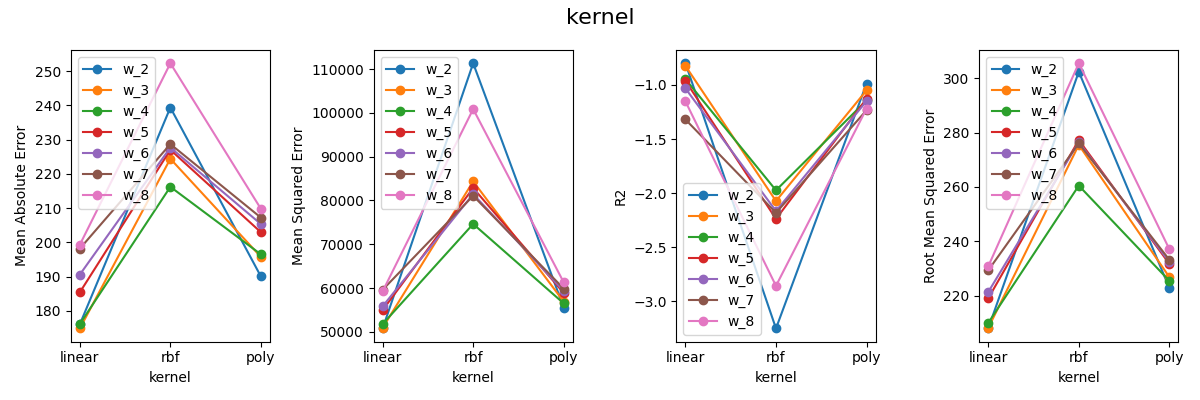 kernel
Mean Absolute Error
250
240
230
220
210
200
190
180
w_2
w_3
w_4
w_5
w_6
w_7
w_8
linear
rbf
poly
kernel
Mean Squared Error
110000
100000
90000
80000
70000
60000
50000
w_2
w_3
w_4
w_5
w_6
w_7
w_8
linear
rbf
poly
kernel
R2
−1.0
−1.5
−2.0
−2.5
−3.0
w_2
w_3
w_4
w_5
w_6
w_7
w_8
linear
rbf
poly
kernel
Root Mean Squared Error
300
280
260
240
220
w_2
w_3
w_4
w_5
w_6
w_7
w_8
linear
rbf
poly
kernel